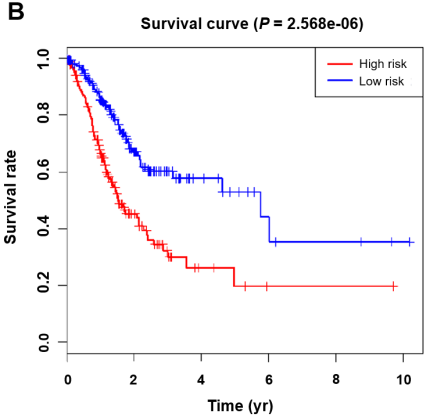 B
Survival curve (P = 2.568e-06)
High risk
Low risk
Survival rate
1.0
0.8
0.6
0.4
0.2
0.0
0 2 4 6 8 10
Time (yr)